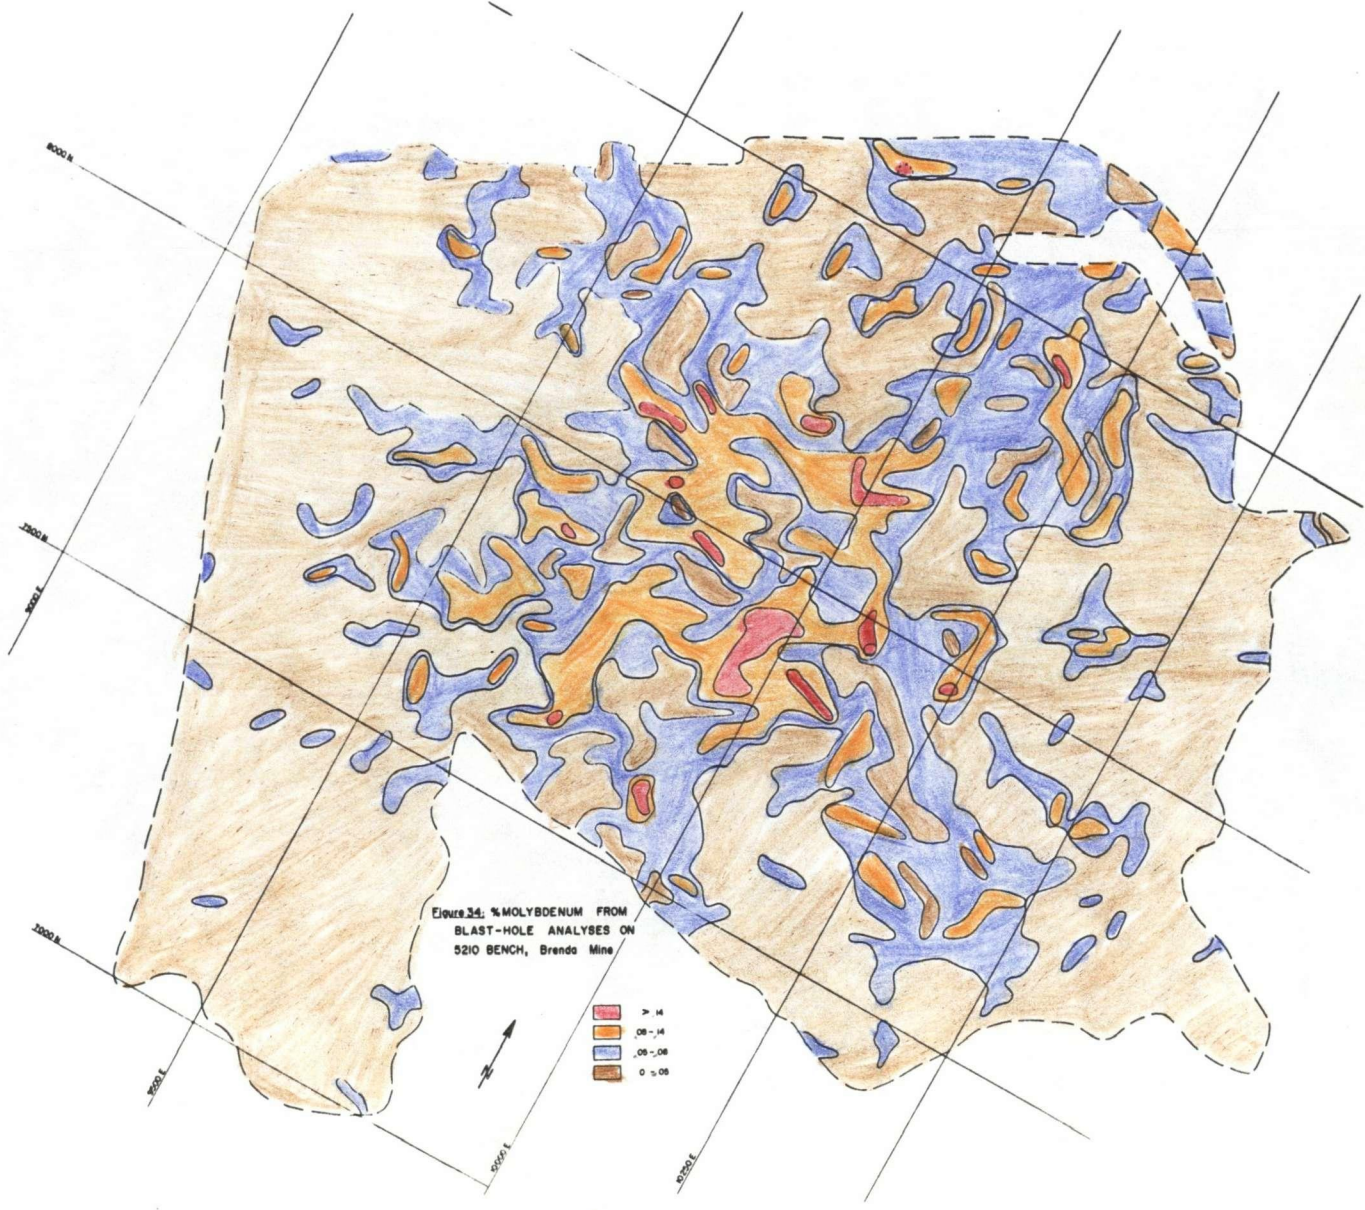 8000 N
7500 N
9000 E
7000 N
9500 E
10000 E
10250 E
Figure 34: % MOLYBDENUM FROM
BLAST-HOLE ANALYSES ON
5210 BENCH, Brenda Mine
N
> .14
.08-.14
.05-.08
0 - .05